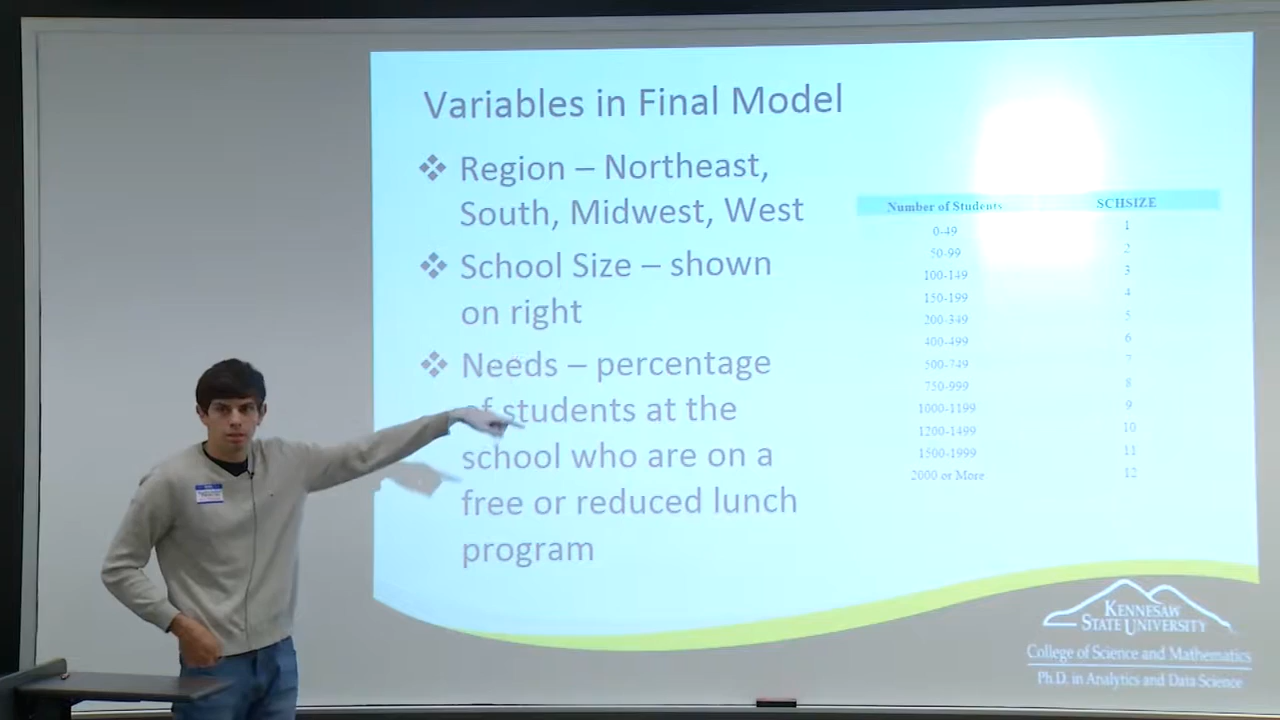 Variables in Final Model
❖ Region – Northeast,
South, Midwest, West
❖ School Size – shown
on right
❖ Needs – percentage
of students at the
school who are on a
free or reduced lunch
program
Number of Students SCHSIZE
0-49 1
50-99 2
100-149 3
150-199 4
200-349 5
400-499 6
500-749 7
750-999 8
1000-1199 9
1200-1499 10
1500-1999 11
2000 or More 12
KENNESAW
STATE UNIVERSITY
College of Science and Mathematics
Ph.D. in Analytics and Data Science